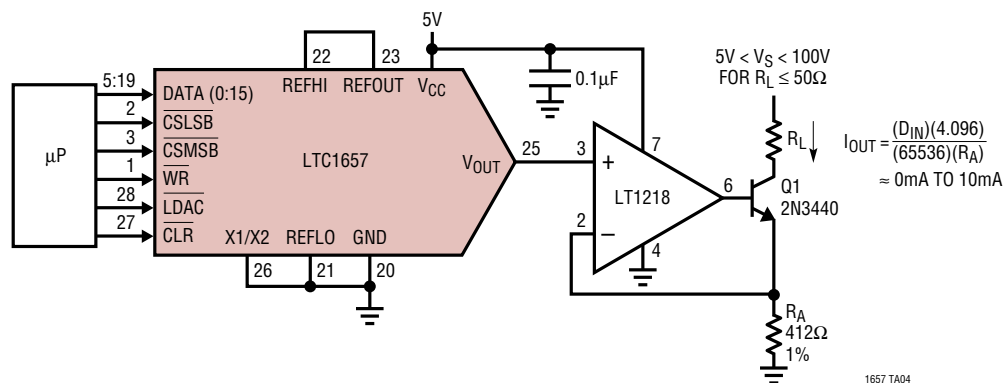 5V
22
23
REFHI
REFOUT
V_CC
0.1µF
5V < V_S < 100V
FOR R_L ≤ 50Ω
µP
5:19
2
3
1
28
27
DATA (0:15)
CSLSB
CSMSB
WR
LDAC
CLR
LTC1657
V_OUT
25
X1/X2
REFLO
GND
26
21
20
3
+
2
–
LT1218
7
4
6
R_L
Q1
2N3440
I_OUT = (D_IN)(4.096)
(65536)(R_A)
≈ 0mA TO 10mA
R_A
412Ω
1%
1657 TA04